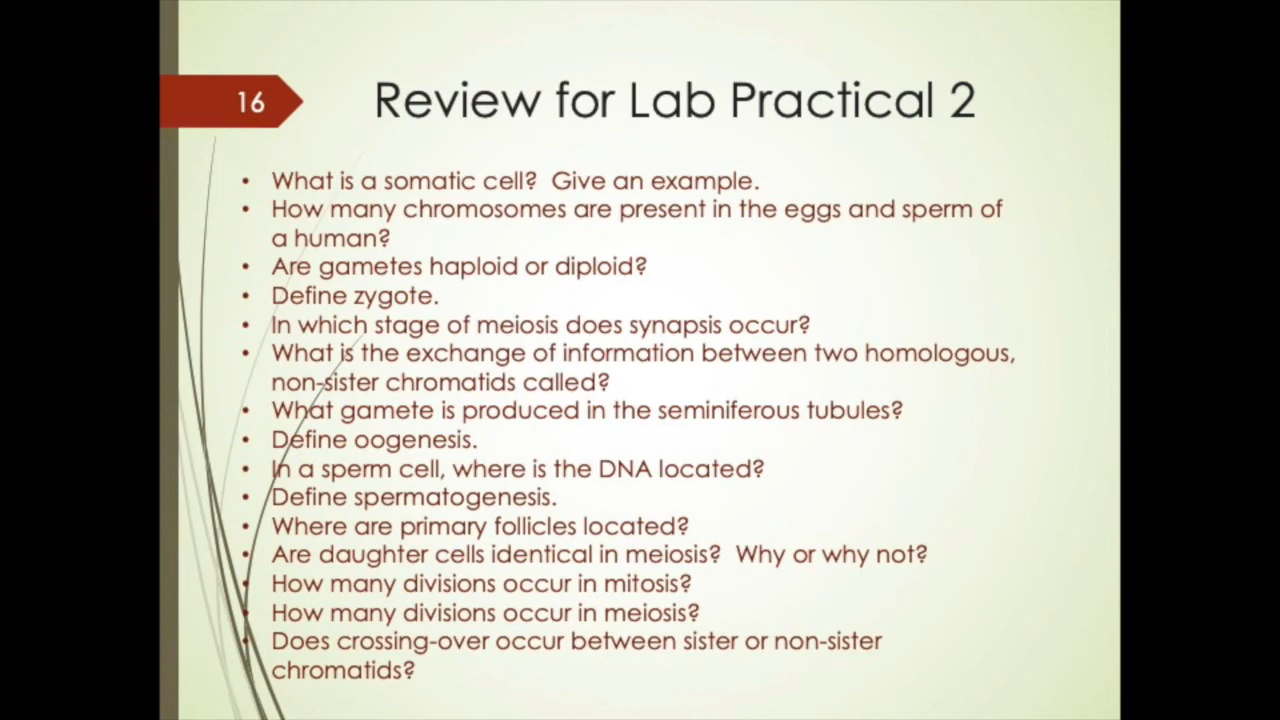 16
Review for Lab Practical 2
• What is a somatic cell?  Give an example.
• How many chromosomes are present in the eggs and sperm of
a human?
• Are gametes haploid or diploid?
• Define zygote.
• In which stage of meiosis does synapsis occur?
• What is the exchange of information between two homologous,
non-sister chromatids called?
• What gamete is produced in the seminiferous tubules?
• Define oogenesis.
• In a sperm cell, where is the DNA located?
• Define spermatogenesis.
• Where are primary follicles located?
• Are daughter cells identical in meiosis?  Why or why not?
• How many divisions occur in mitosis?
• How many divisions occur in meiosis?
• Does crossing-over occur between sister or non-sister
chromatids?